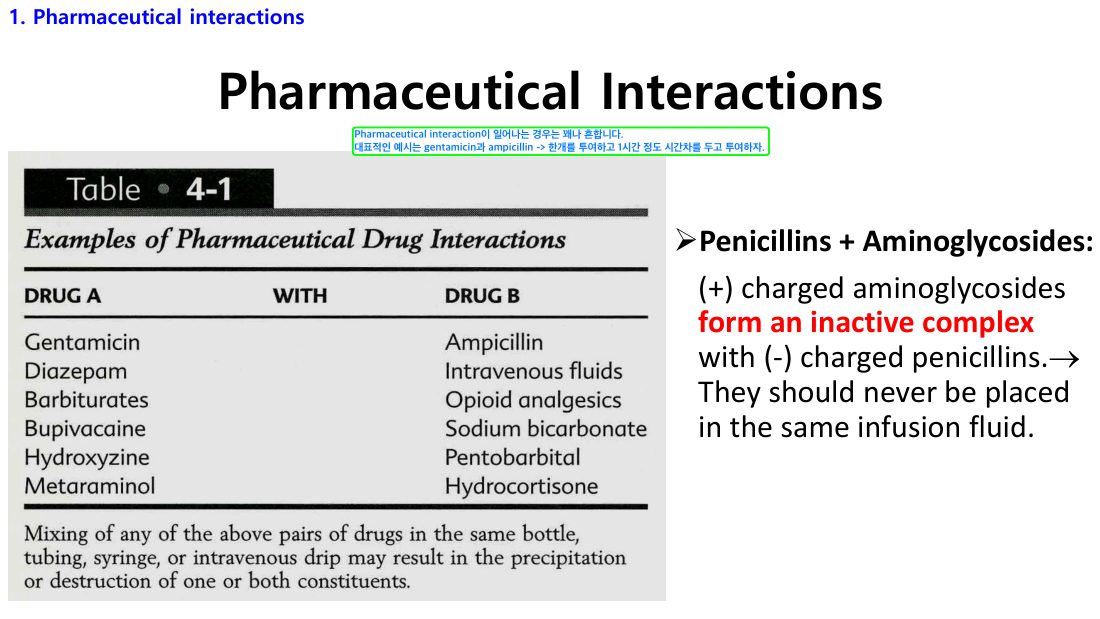 1. Pharmaceutical interactions
Pharmaceutical Interactions
Pharmaceutical interaction이 일어나는 경우는 꽤나 흔합니다.
대표적인 예시는 gentamicin과 ampicillin -> 한개를 투여하고 1시간 정도 시간차를 두고 투여하자.
Table • 4-1
Examples of Pharmaceutical Drug Interactions
DRUG A WITH DRUG B
Gentamicin Ampicillin
Diazepam Intravenous fluids
Barbiturates Opioid analgesics
Bupivacaine Sodium bicarbonate
Hydroxyzine Pentobarbital
Metaraminol Hydrocortisone
Mixing of any of the above pairs of drugs in the same bottle,
tubing, syringe, or intravenous drip may result in the precipitation
or destruction of one or both constituents.
➢Penicillins + Aminoglycosides:
(+) charged aminoglycosides
form an inactive complex
with (-) charged penicillins.→
They should never be placed
in the same infusion fluid.